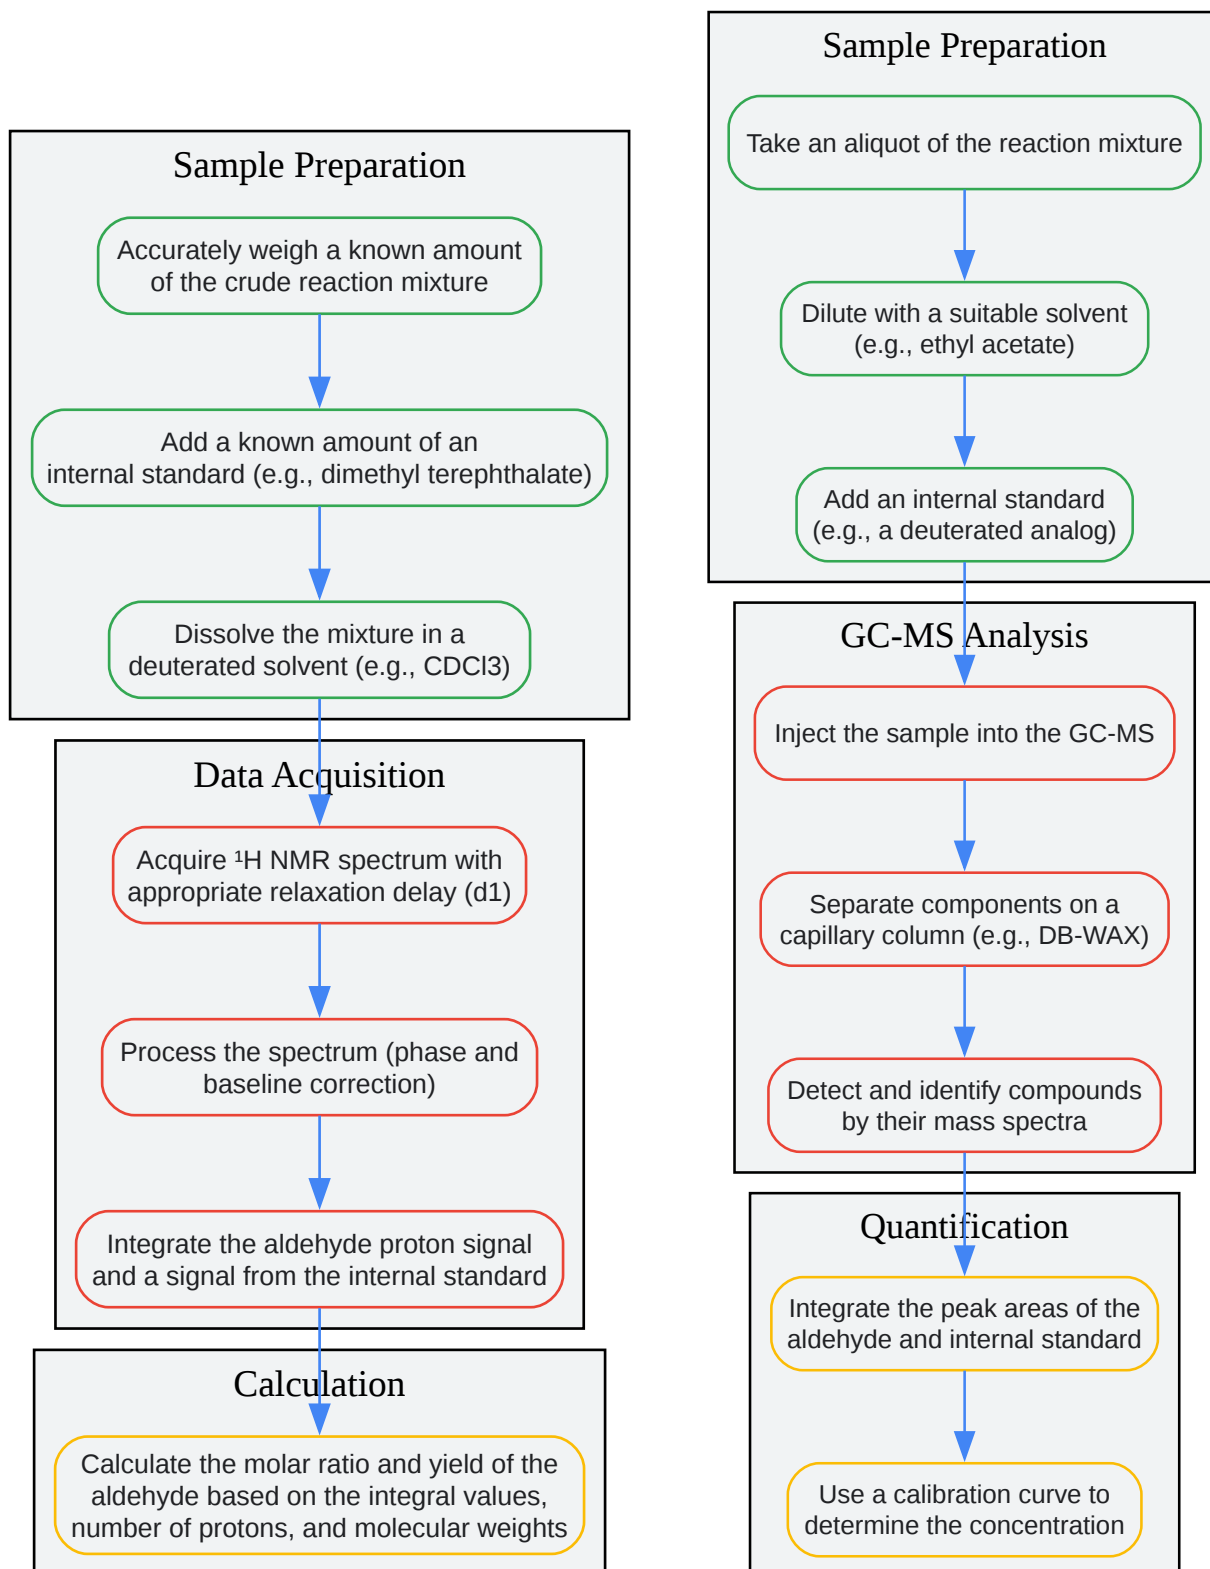 Sample Preparation
Accurately weigh a known amount
of the crude reaction mixture
Add a known amount of an
internal standard (e.g., dimethyl terephthalate)
Dissolve the mixture in a
deuterated solvent (e.g., CDCl3)
Data Acquisition
Acquire ¹H NMR spectrum with
appropriate relaxation delay (d1)
Process the spectrum (phase and
baseline correction)
Integrate the aldehyde proton signal
and a signal from the internal standard
Calculation
Calculate the molar ratio and yield of the
aldehyde based on the integral values,
number of protons, and molecular weights
Sample Preparation
Take an aliquot of the reaction mixture
Dilute with a suitable solvent
(e.g., ethyl acetate)
Add an internal standard
(e.g., a deuterated analog)
GC-MS Analysis
Inject the sample into the GC-MS
Separate components on a
capillary column (e.g., DB-WAX)
Detect and identify compounds
by their mass spectra
Quantification
Integrate the peak areas of the
aldehyde and internal standard
Use a calibration curve to
determine the concentration